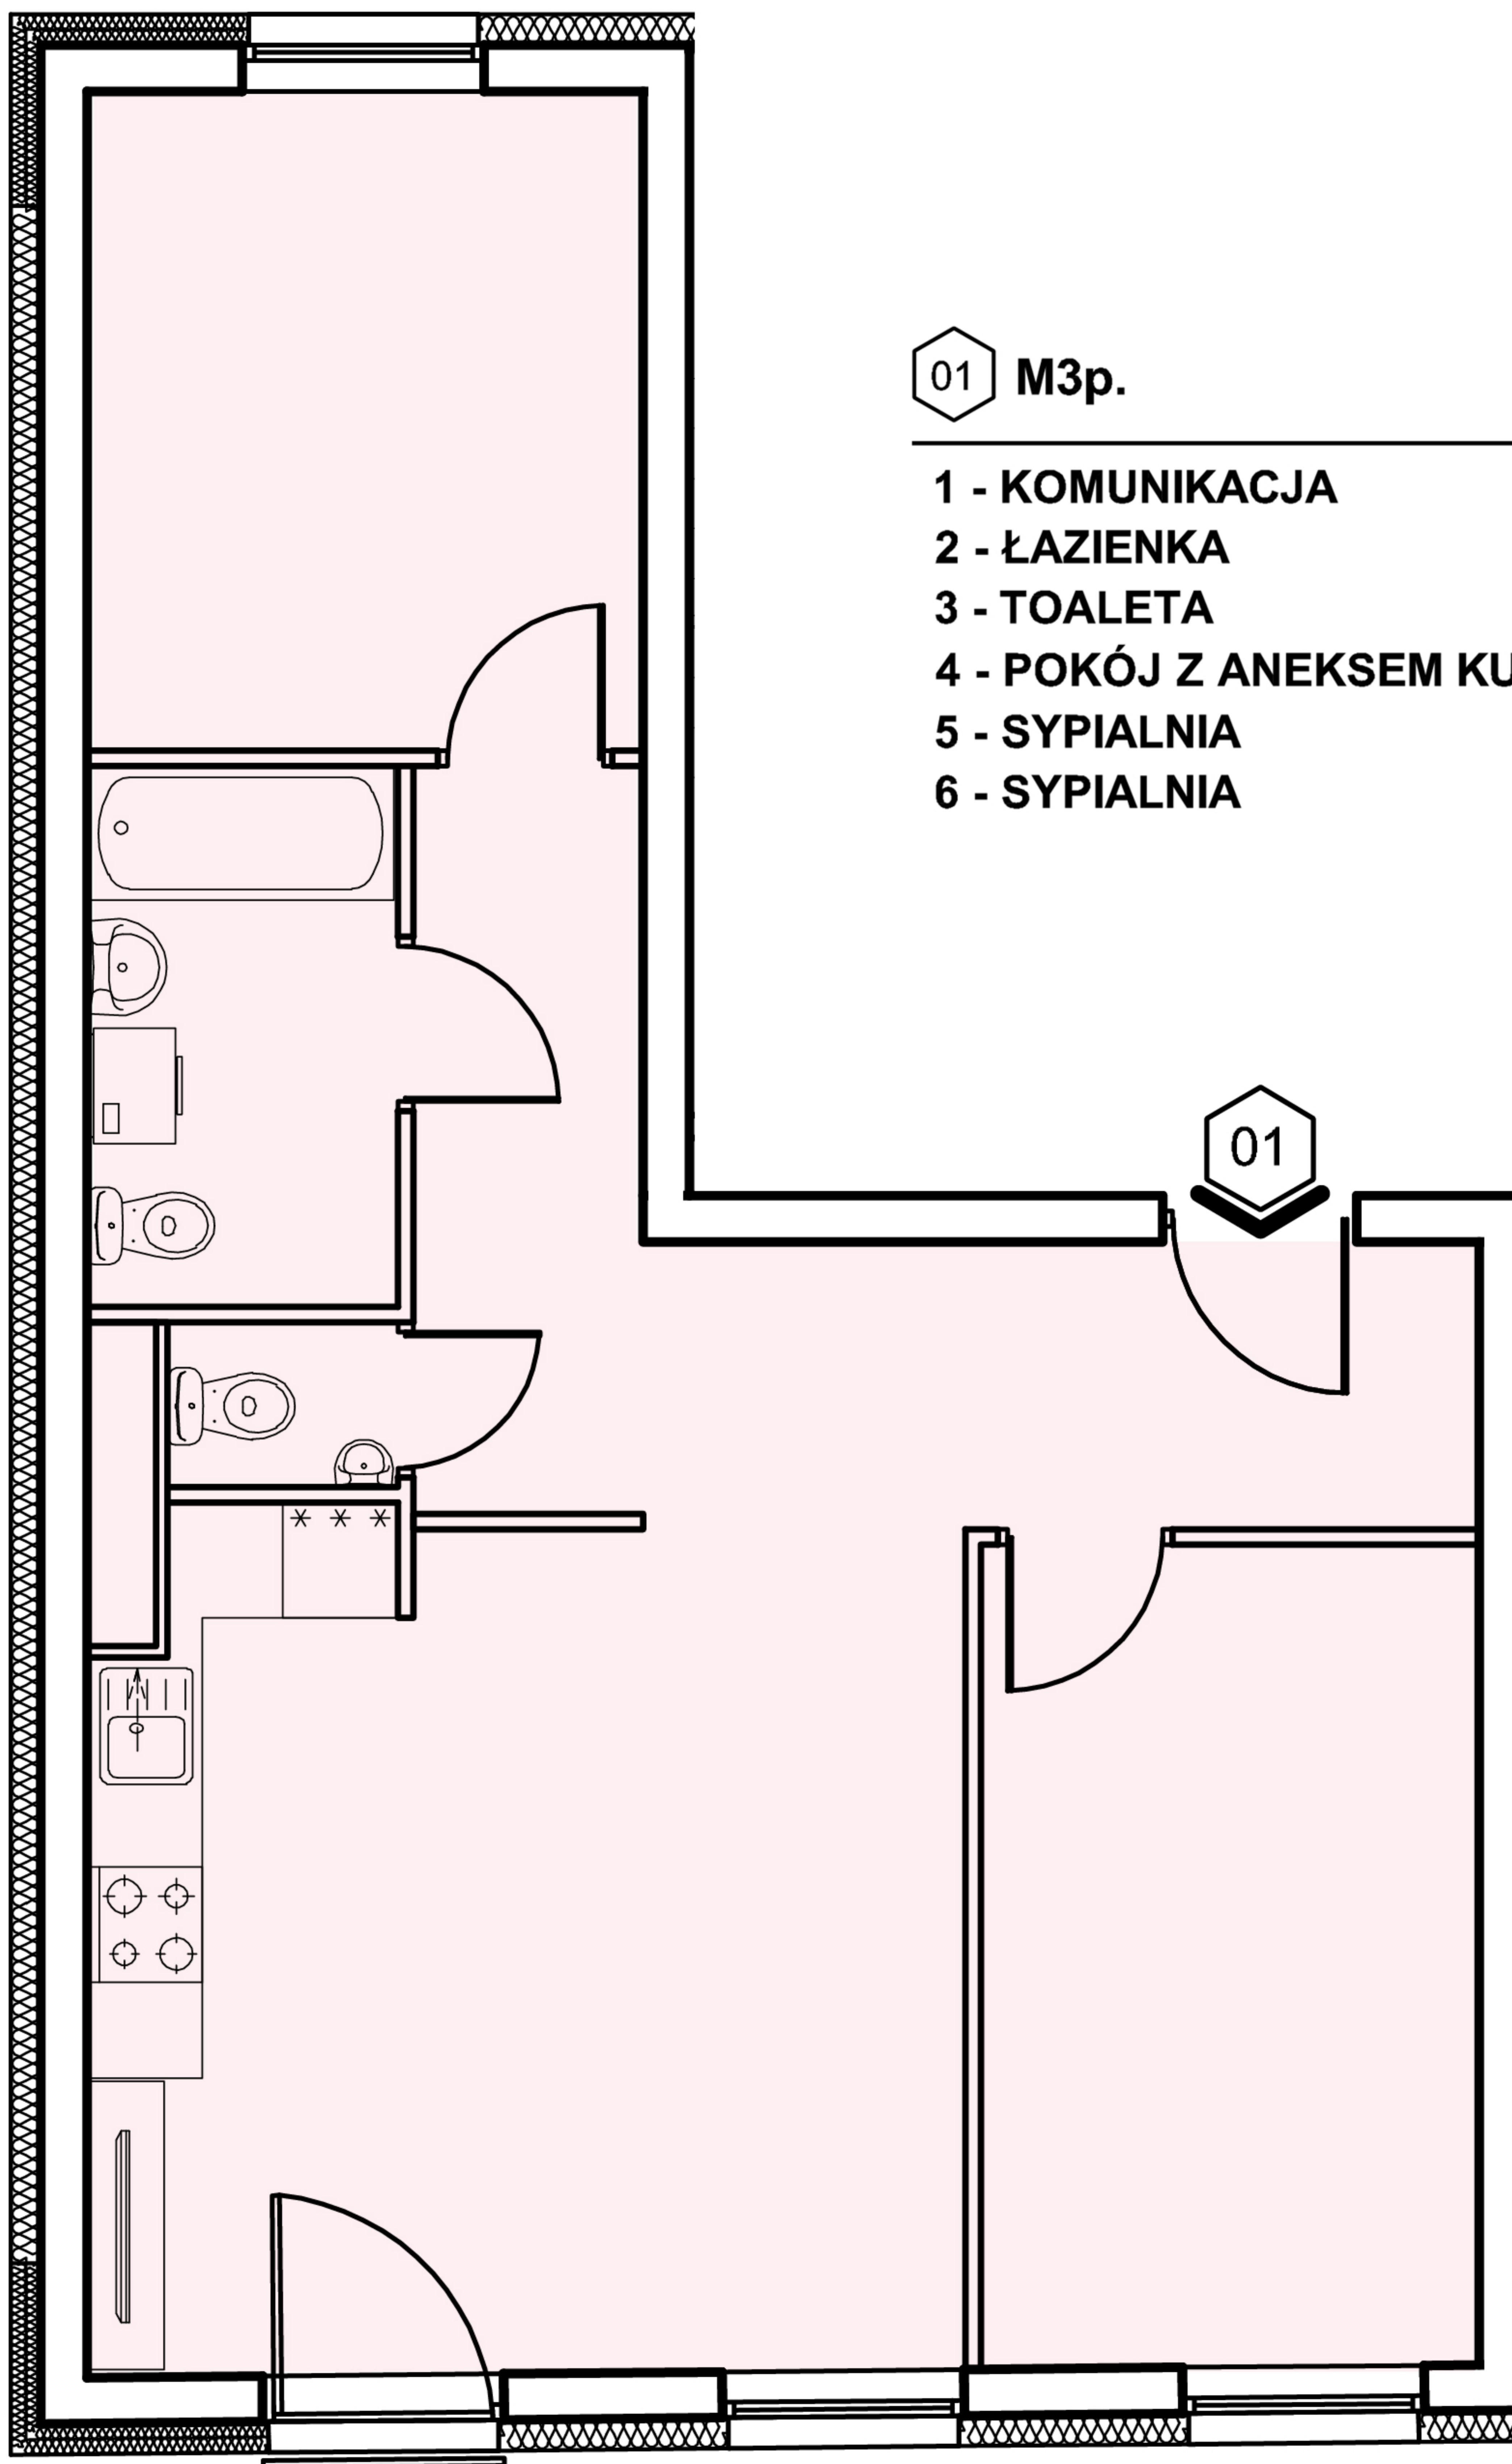 01 M3p.
1 - KOMUNIKACJA
2 - ŁAZIENKA
3 - TOALETA
4 - POKÓJ Z ANEKSEM KU
5 - SYPIALNIA
6 - SYPIALNIA
01